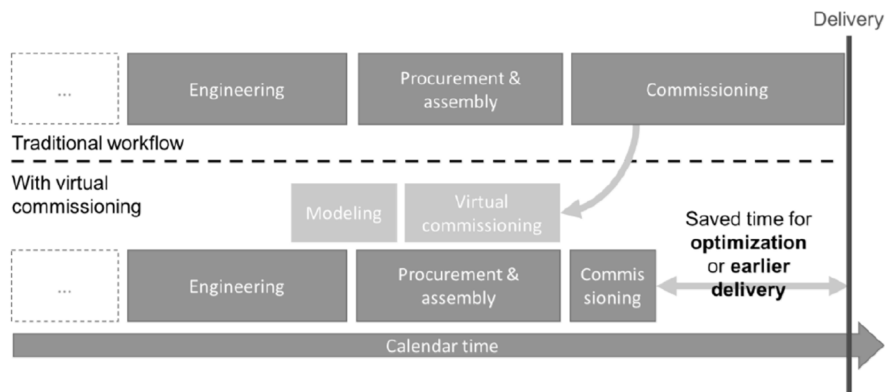 Delivery
...
Engineering
Procurement &
assembly
Commissioning
Traditional workflow
With virtual
commissioning
Modeling
Virtual
commissioning
Saved time for
optimization
or earlier
delivery
...
Engineering
Procurement &
assembly
Commis
sioning
Calendar time